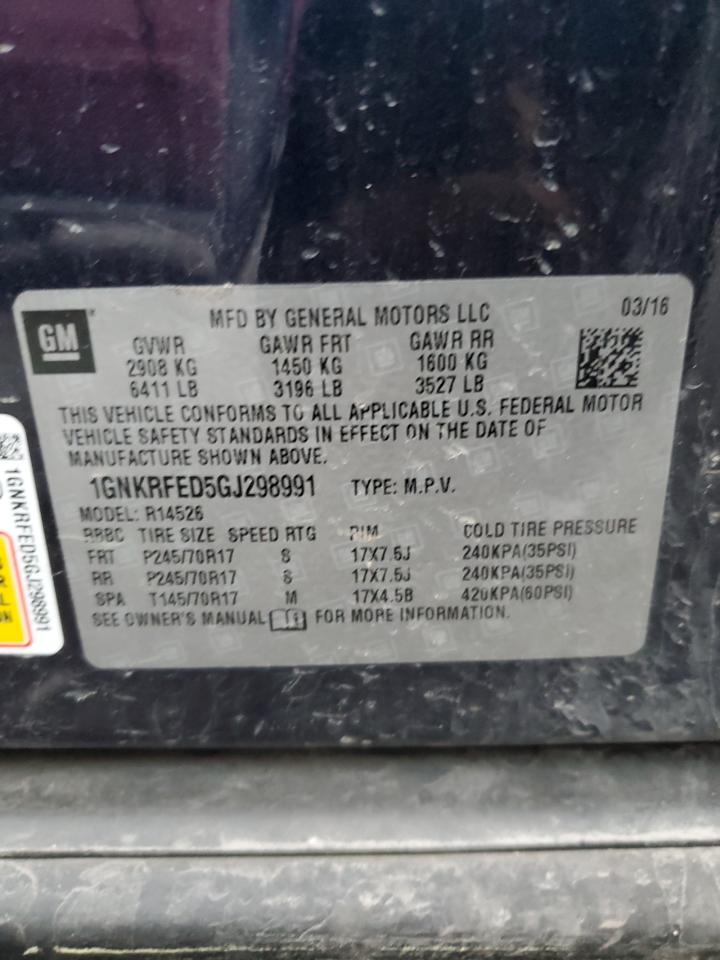 GM
MFD BY GENERAL MOTORS LLC 03/16
GVWR GAWR FRT GAWR RR
2908 KG 1450 KG 1600 KG
6411 LB 3196 LB 3527 LB
THIS VEHICLE CONFORMS TO ALL APPLICABLE U.S. FEDERAL MOTOR
VEHICLE SAFETY STANDARDS IN EFFECT ON THE DATE OF
MANUFACTURE SHOWN ABOVE.
1GNKRFED5GJ298991 TYPE: M.P.V.
MODEL: R14526
TIRE SIZE SPEED RTG RIM COLD TIRE PRESSURE
FRT P245/70R17 S 17X7.5J 240KPA(35PSI)
RR P245/70R17 S 17X7.5J 240KPA(35PSI)
SPA T145/70R17 M 17X4.5B 420KPA(60PSI)
SEE OWNER'S MANUAL FOR MORE INFORMATION.
1GNKRFED5GJ298991